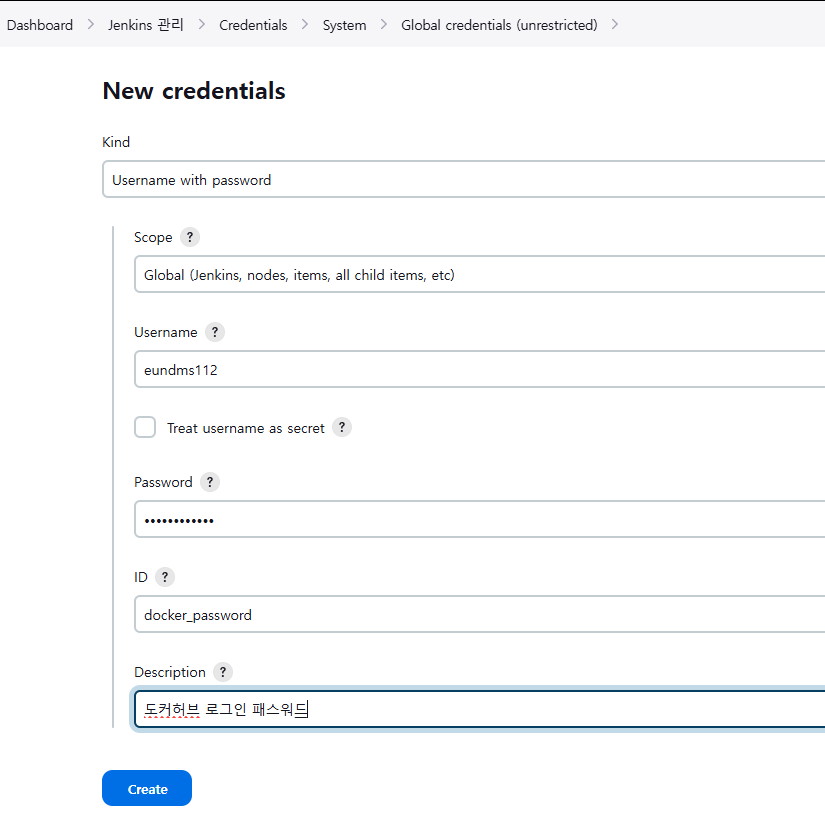 Dashboard > Jenkins 관리 > Credentials > System > Global credentials (unrestricted) >
New credentials
Kind
Username with password
Scope ?
Global (Jenkins, nodes, items, all child items, etc)
Username ?
eundms112
Treat username as secret ?
Password ?
••••••••••••
ID ?
docker_password
Description ?
도커허브 로그인 패스워드
Create